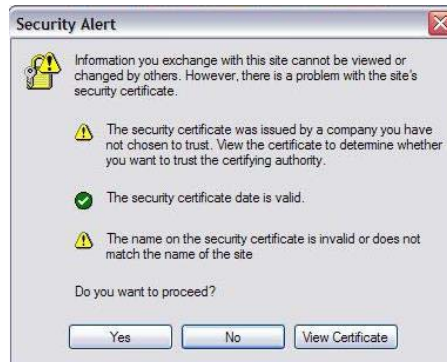 Security Alert
Information you exchange with this site cannot be viewed or
changed by others. However, there is a problem with the site's
security certificate.
The security certificate was issued by a company you have
not chosen to trust. View the certificate to determine whether
you want to trust the certifying authority.
The security certificate date is valid.
The name on the security certificate is invalid or does not
match the name of the site
Do you want to proceed?
Yes
No
View Certificate